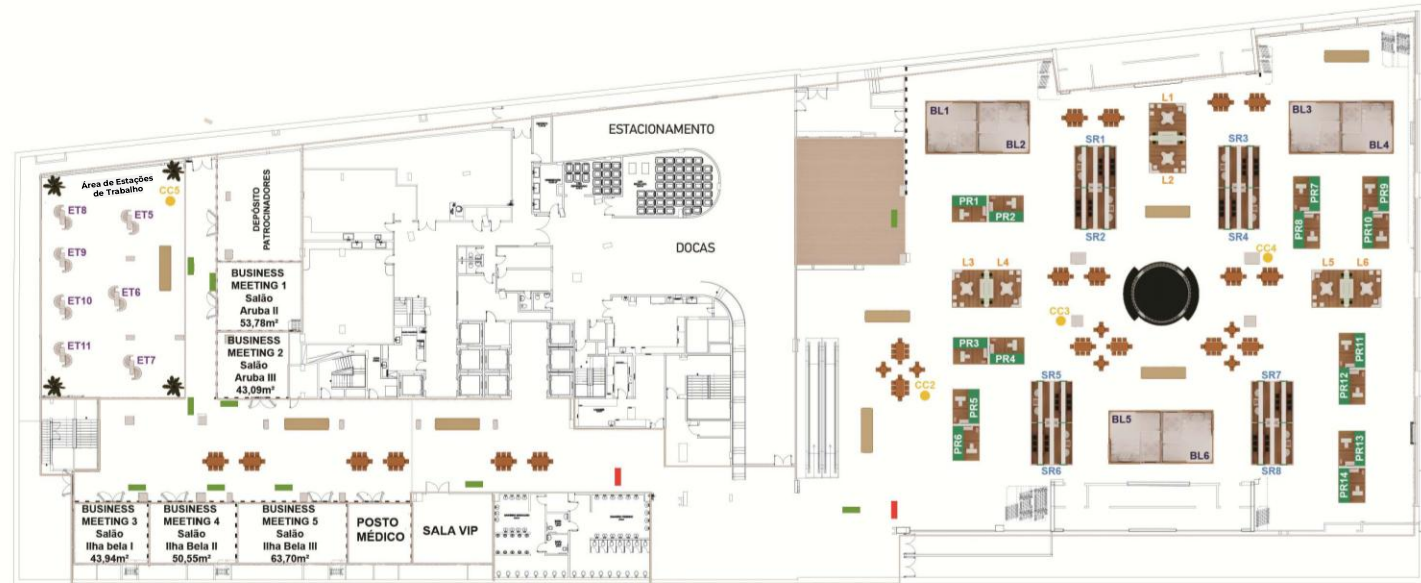 ESTACIONAMENTO
DOCAS
Área de Estações
de Trabalho
CC5
ET8
ET5
ET9
ET6
ET10
ET11
ET7
DEPÓSITO
PATROCINADORES
BUSINESS
MEETING 1
Salão
Aruba II
53,78m²
BUSINESS
MEETING 2
Salão
Aruba III
43,09m²
BUSINESS
MEETING 3
Salão
Ilha bela I
43,94m²
BUSINESS
MEETING 4
Salão
Ilha Bela II
50,55m²
BUSINESS
MEETING 5
Salão
Ilha Bela III
63,70m²
POSTO
MÉDICO
SALA VIP
BL1
BL2
L1
L2
BL3
BL4
SR1
SR2
SR3
SR4
PR1
PR2
PR7
PR8
PR9
PR10
L3
L4
CC4
L5
L6
CC3
PR3
PR4
CC2
PR5
PR6
SR5
SR6
BL5
BL6
SR7
SR8
PR11
PR12
PR13
PR14